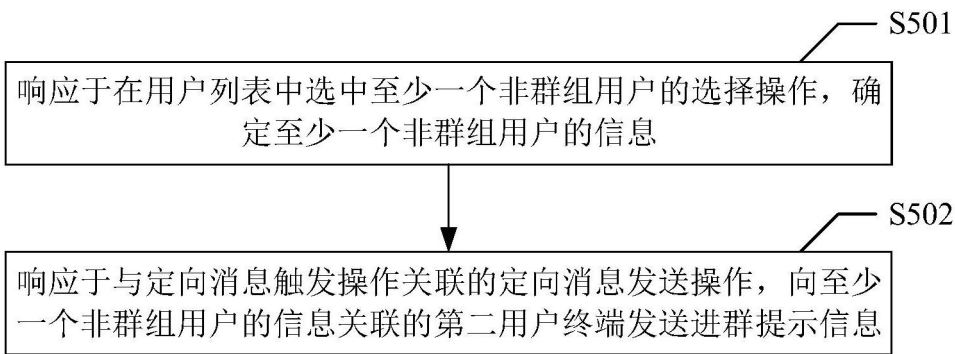 S501
响应于在用户列表中选中至少一个非群组用户的选择操作，确
定至少一个非群组用户的信息
S502
响应于与定向消息触发操作关联的定向消息发送操作，向至少
一个非群组用户的信息关联的第二用户终端发送进群提示信息